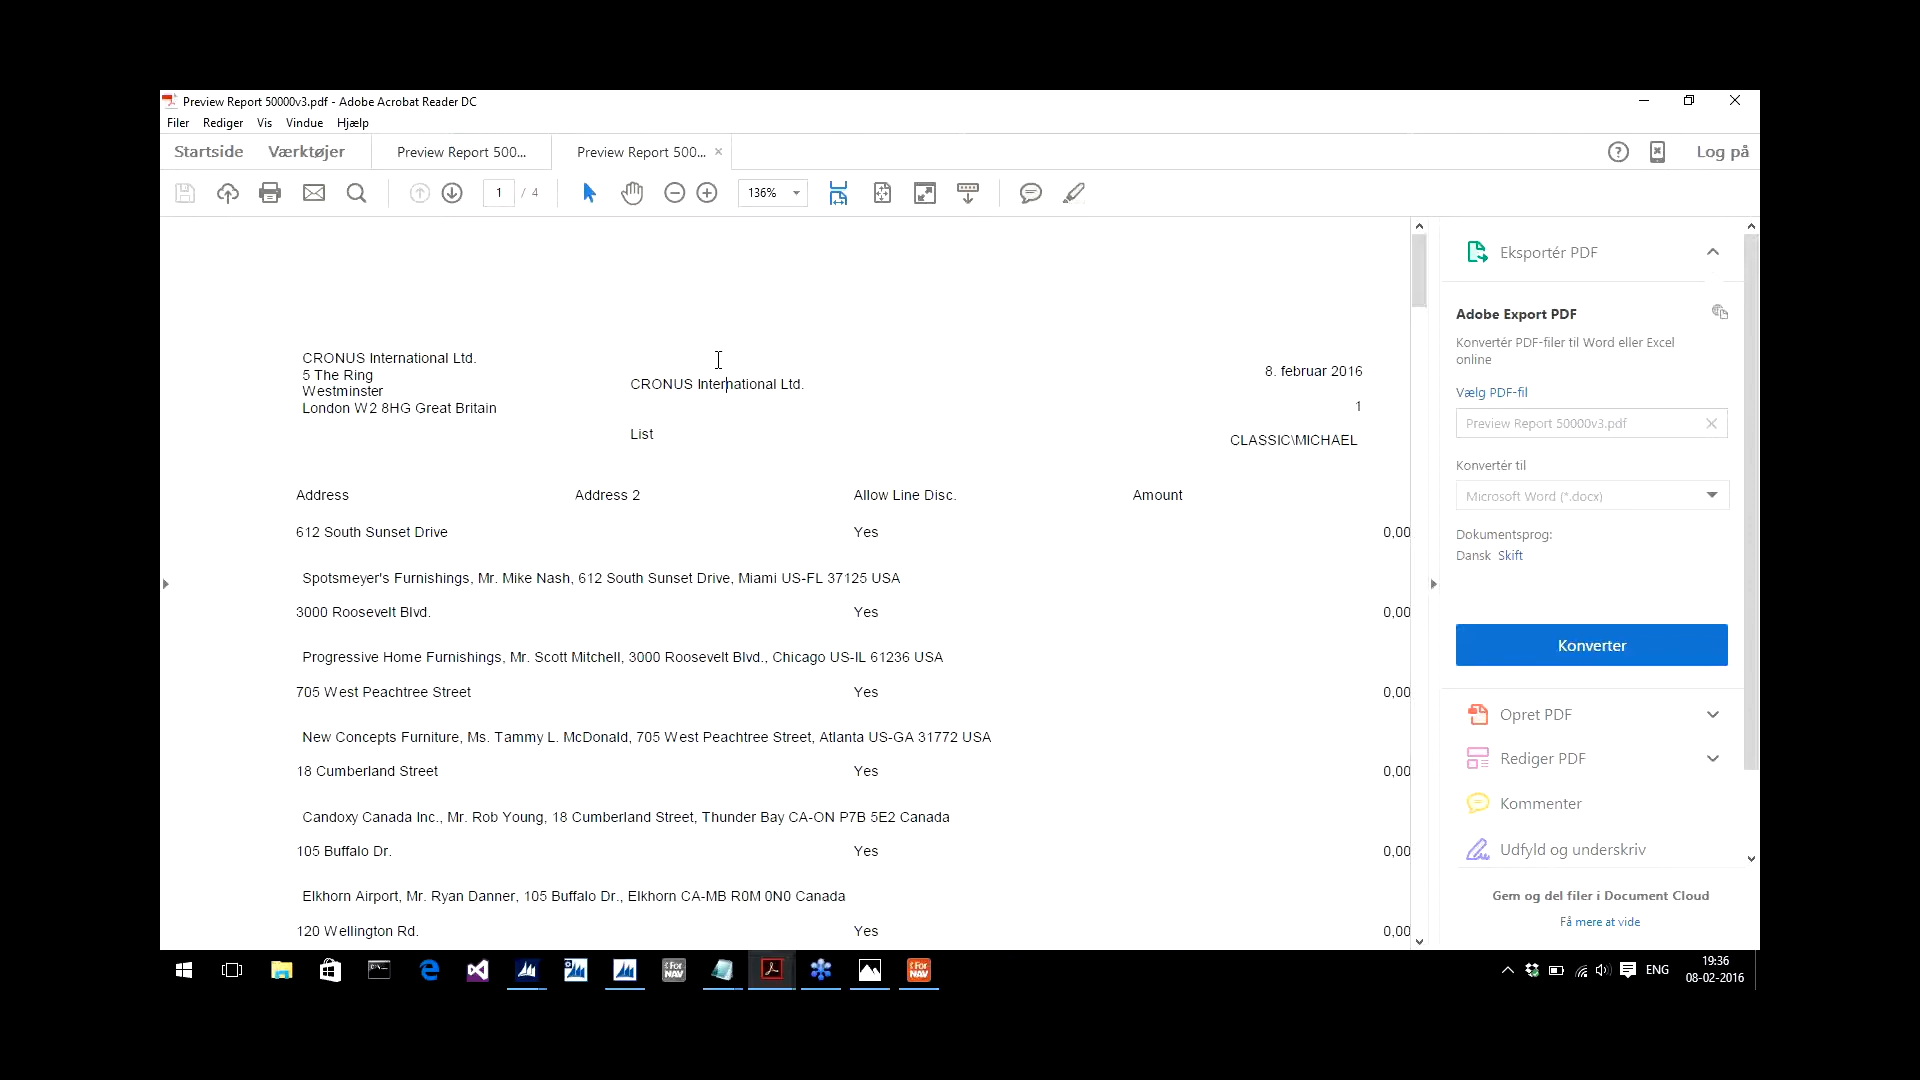 Preview Report 50000v3.pdf - Adobe Acrobat Reader DC
Filer Rediger Vis Vindue Hjælp
Startside Værktøjer Preview Report 500... Preview Report 500... × Log på
1 / 4 136%
Eksportér PDF
Adobe Export PDF
Konvertér PDF-filer til Word eller Excel
online
Vælg PDF-fil
Preview Report 50000v3.pdf
Konvertér til
Microsoft Word (*.docx)
Dokumentsprog:
Dansk Skift
Konverter
Opret PDF
Rediger PDF
Kommenter
Udfyld og underskriv
Gem og del filer i Document Cloud
Få mere at vide
CRONUS International Ltd.
5 The Ring
Westminster
London W2 8HG Great Britain
CRONUS International Ltd.
List
8. februar 2016
1
CLASSIC\MICHAEL
Address Address 2 Allow Line Disc. Amount
612 South Sunset Drive Yes 0,00
Spotsmeyer's Furnishings, Mr. Mike Nash, 612 South Sunset Drive, Miami US-FL 37125 USA
3000 Roosevelt Blvd. Yes 0,00
Progressive Home Furnishings, Mr. Scott Mitchell, 3000 Roosevelt Blvd., Chicago US-IL 61236 USA
705 West Peachtree Street Yes 0,00
New Concepts Furniture, Ms. Tammy L. McDonald, 705 West Peachtree Street, Atlanta US-GA 31772 USA
18 Cumberland Street Yes 0,00
Candoxy Canada Inc., Mr. Rob Young, 18 Cumberland Street, Thunder Bay CA-ON P7B 5E2 Canada
105 Buffalo Dr. Yes 0,00
Elkhorn Airport, Mr. Ryan Danner, 105 Buffalo Dr., Elkhorn CA-MB R0M 0N0 Canada
120 Wellington Rd. Yes 0,00
ForNAV ForNAV
ENG
19:36
08-02-2016